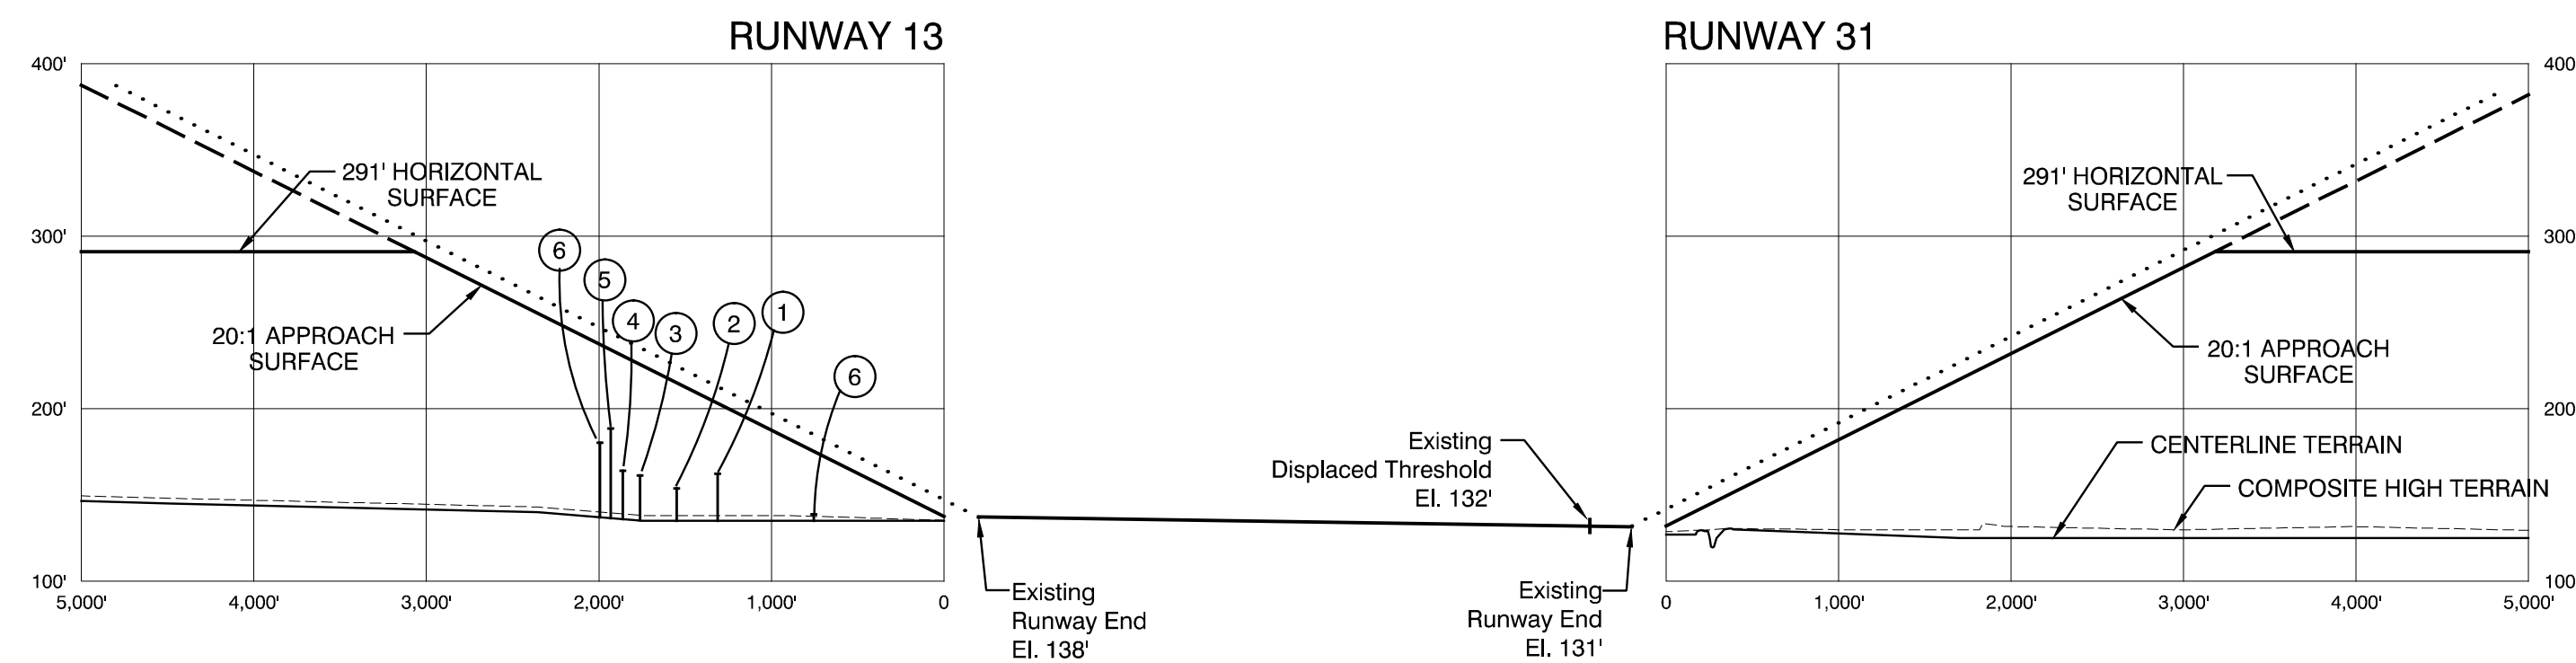 RUNWAY 13
RUNWAY 31
400'
300'
200'
100'
5,000'
4,000'
3,000'
2,000'
1,000'
0
291' HORIZONTAL
SURFACE
20:1 APPROACH
SURFACE
6
5
4
3
2
1
6
Existing
Runway End
El. 138'
Existing
Displaced Threshold
El. 132'
Existing
Runway End
El. 131'
291' HORIZONTAL
SURFACE
20:1 APPROACH
SURFACE
CENTERLINE TERRAIN
COMPOSITE HIGH TERRAIN
400
300
200
100
0
1,000'
2,000'
3,000'
4,000'
5,000'